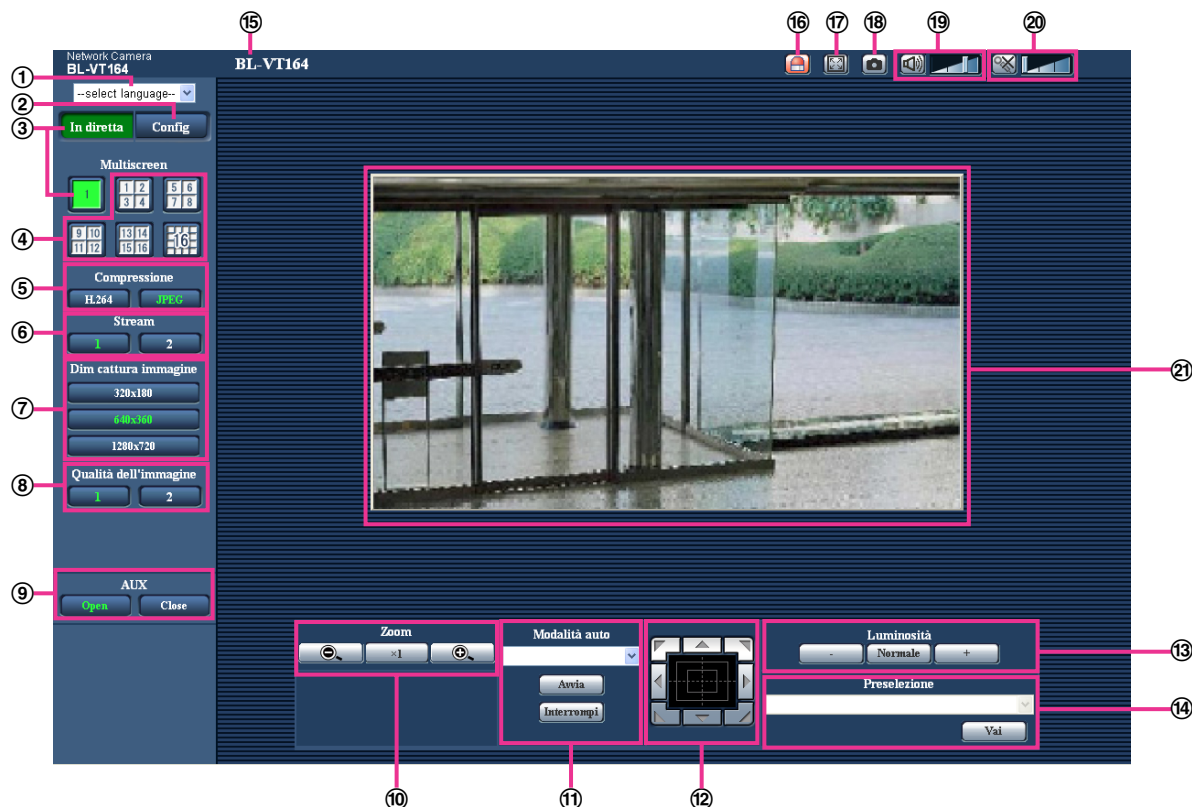 ⑮
⑯
⑰
⑱
⑲
⑳
Network Camera
BL-VT164
BL-VT164
①
--select language--
②
③
In diretta
Config
Multiscreen
1
1 2
3 4
5 6
7 8
④
9 10
11 12
13 14
15 16
16
⑤
Compressione
H.264
JPEG
⑥
Stream
1
2
⑦
Dim cattura immagine
320x180
640x360
1280x720
㉑
⑧
Qualità dell'immagine
1
2
⑨
AUX
Open
Close
Zoom
×1
Modalità auto
Avvia
Interrompi
Luminosità
-
Normale
+
⑬
Preselezione
Vai
⑭
⑩
⑪
⑫